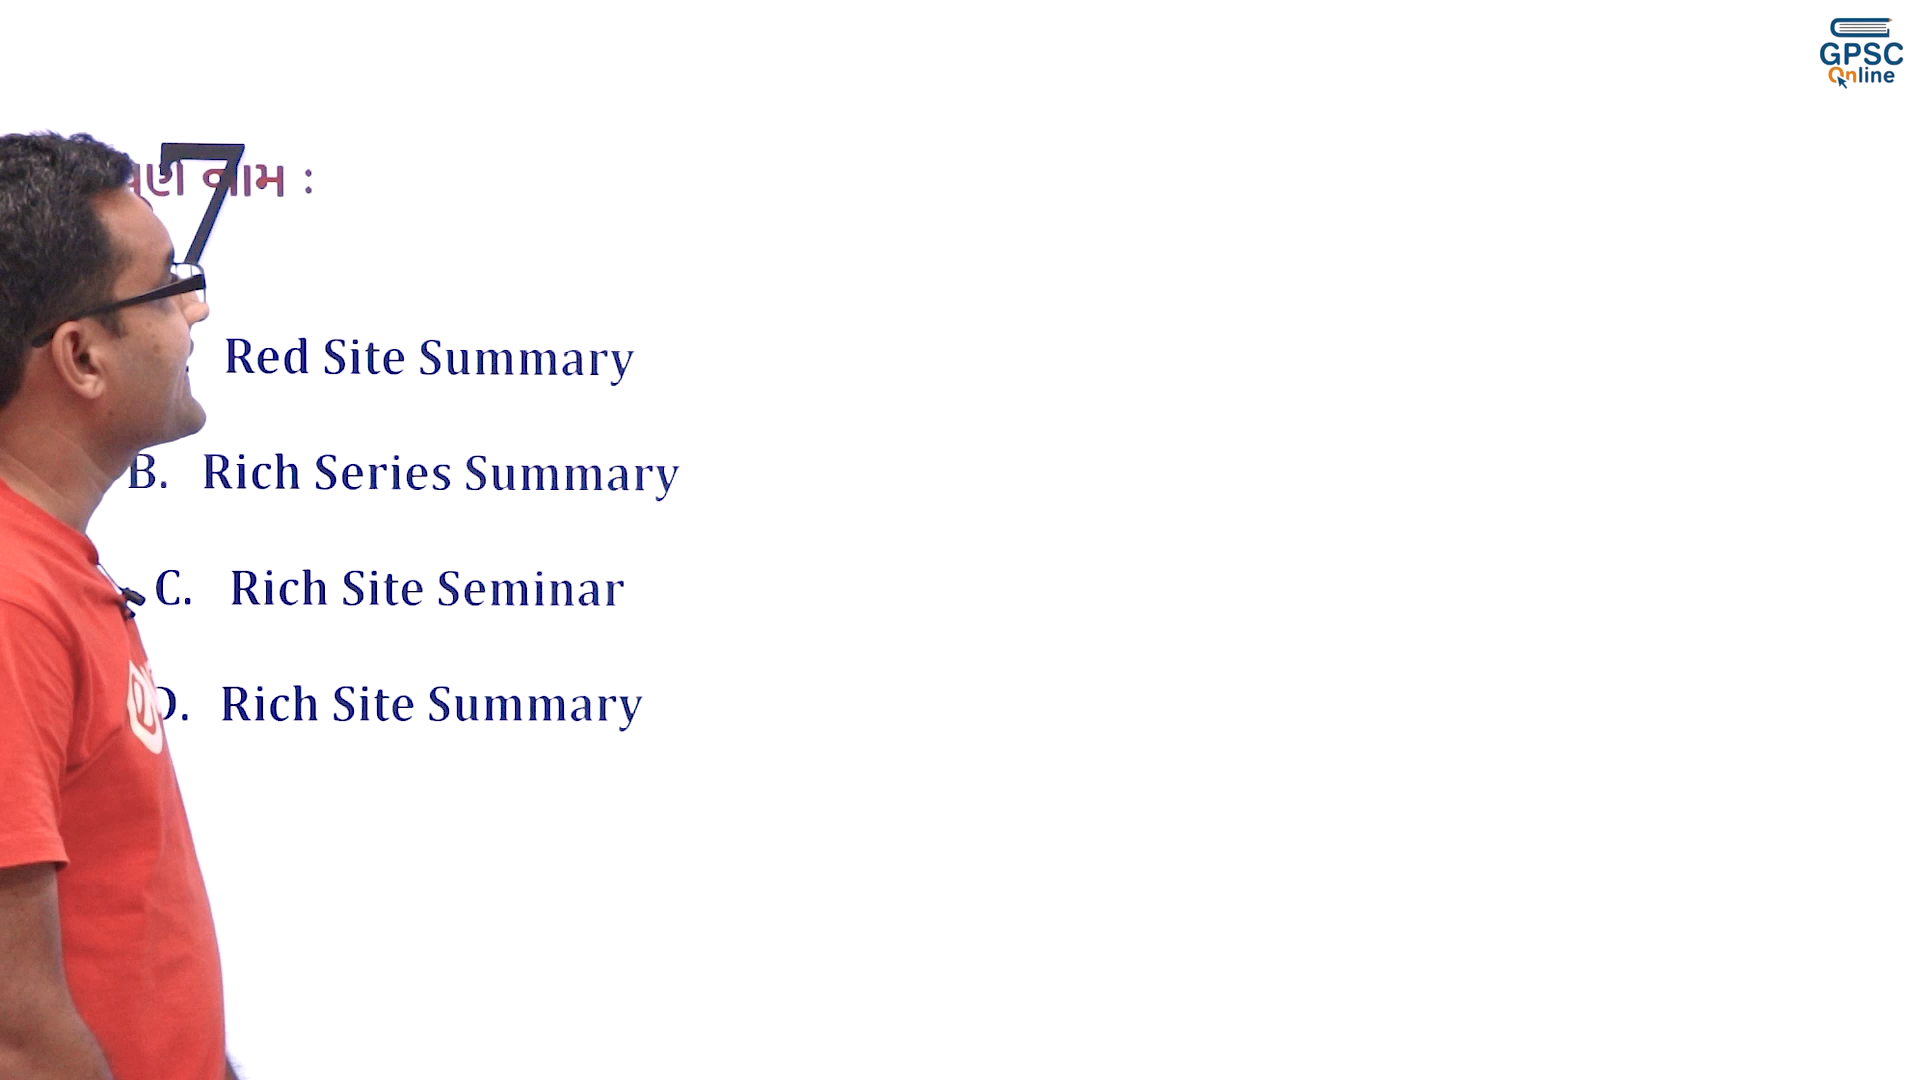 GPSC
Online
7
નામ :
Red Site Summary
B. Rich Series Summary
C. Rich Site Seminar
D. Rich Site Summary